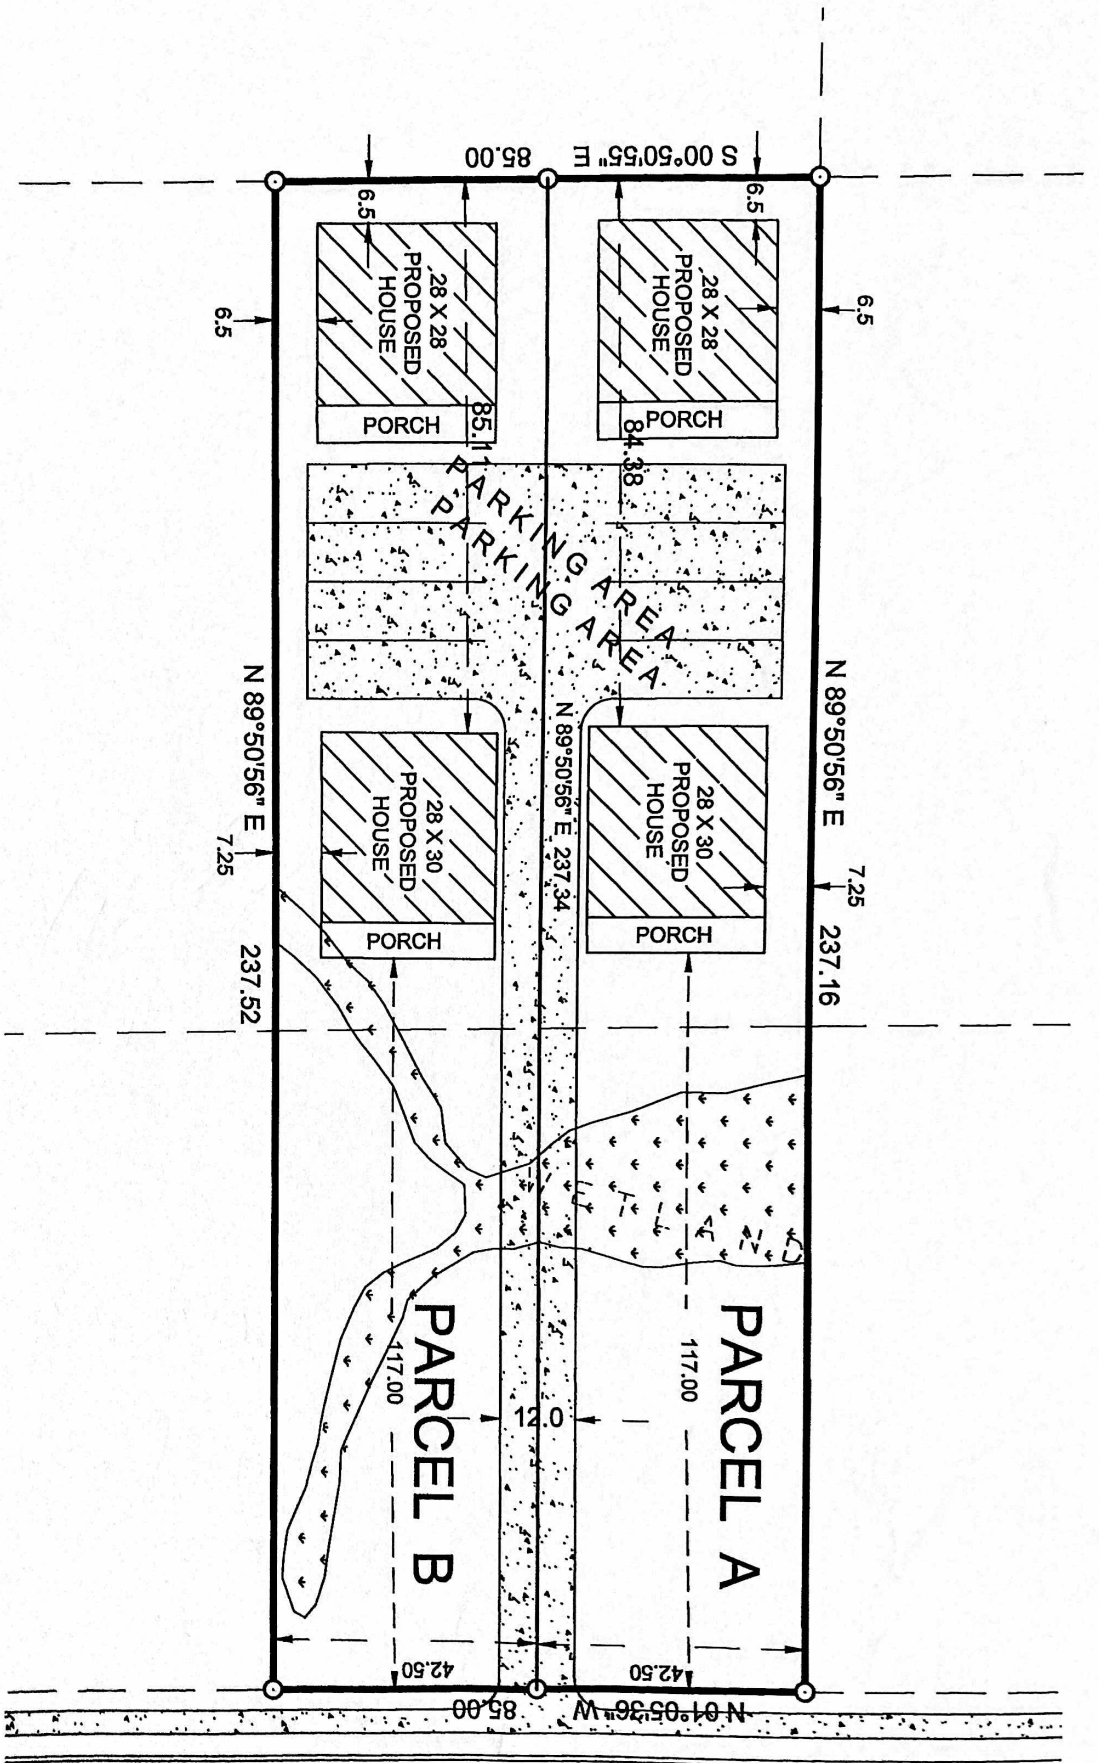 S 00°50'55" E
85.00
6.5
6.5
6.5
6.5
28 X 28
PROPOSED
HOUSE
PORCH
28 X 28
PROPOSED
HOUSE
PORCH
85.11
84.38
PARKING AREA
PARKING AREA
N 89°50'56" E
237.52
N 89°50'56" E 237.34
N 89°50'56" E
237.16
7.25
7.25
28 X 30
PROPOSED
HOUSE
PORCH
28 X 30
PROPOSED
HOUSE
PORCH
PARCEL A
PARCEL B
117.00
117.00
12.0
42.50
42.50
85.00
N 01°05'36" W